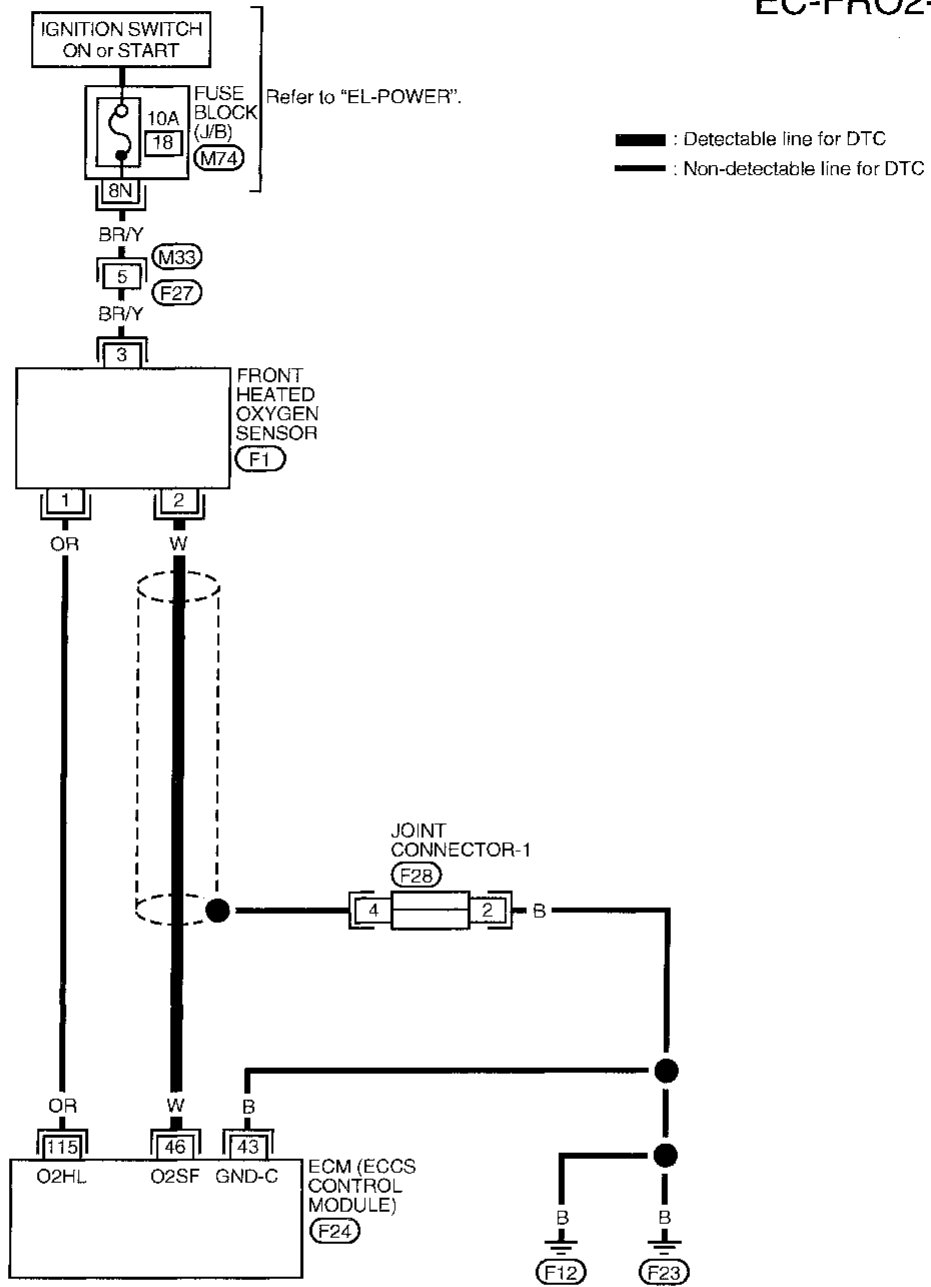 EC-FRO2-
IGNITION SWITCH
ON or START
FUSE
BLOCK
(J/B)
M74
10A
18
Refer to "EL-POWER".
8N
: Detectable line for DTC
: Non-detectable line for DTC
BR/Y
M33
5
F27
BR/Y
3
FRONT
HEATED
OXYGEN
SENSOR
F1
1
2
OR
W
JOINT
CONNECTOR-1
F28
4
2
B
OR
W
B
115
46
43
O2HL
O2SF
GND-C
ECM (ECCS
CONTROL
MODULE)
F24
B
B
F12
F23